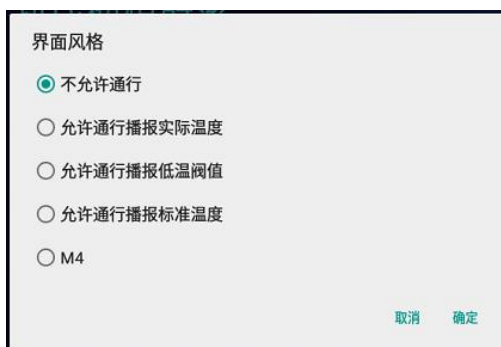 界面风格
不允许通行
允许通行播报实际温度
允许通行播报低温阀值
允许通行播报标准温度
M4
取消 确定